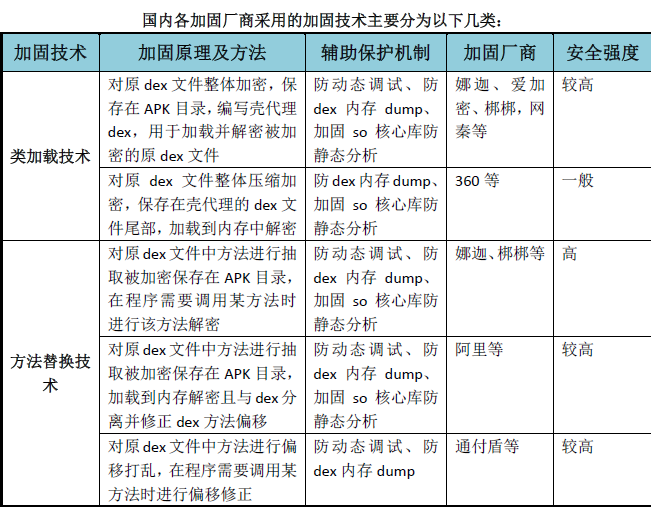 国内各加固厂商采用的加固技术主要分为以下几类：
加固技术
加固原理及方法
辅助保护机制
加固厂商
安全强度
类加载技术
对原 dex 文件整体加密，保
存在 APK 目录，编写壳代理
dex，用于加载并解密被加
密的原 dex 文件
防动态调试、防
dex 内存 dump、
加固 so 核心库防
静态分析
娜迦、爱加
密、梆梆，网
秦等
较高
对原 dex 文件整体压缩加
密，保存在壳代理的 dex 文
件尾部，加载到内存中解密
防 dex 内存 dump、
加固 so 核心库防
静态分析
360 等
一般
方法替换技
术
对原 dex 文件中方法进行抽
取被加密保存在 APK 目录，
在程序需要调用某方法时
进行该方法解密
防动态调试、防
dex 内存 dump、
加固 so 核心库防
静态分析
娜迦、梆梆等
高
对原 dex 文件中方法进行抽
取被加密保存在 APK 目录，
加载到内存解密且与 dex 分
离并修正 dex 方法偏移
防动态调试、防
dex 内存 dump、
加固 so 核心库防
静态分析
阿里等
较高
对原 dex 文件中方法进行偏
移打乱，在程序需要调用某
方法时进行偏移修正
防动态调试、防
dex 内存 dump
通付盾等
较高